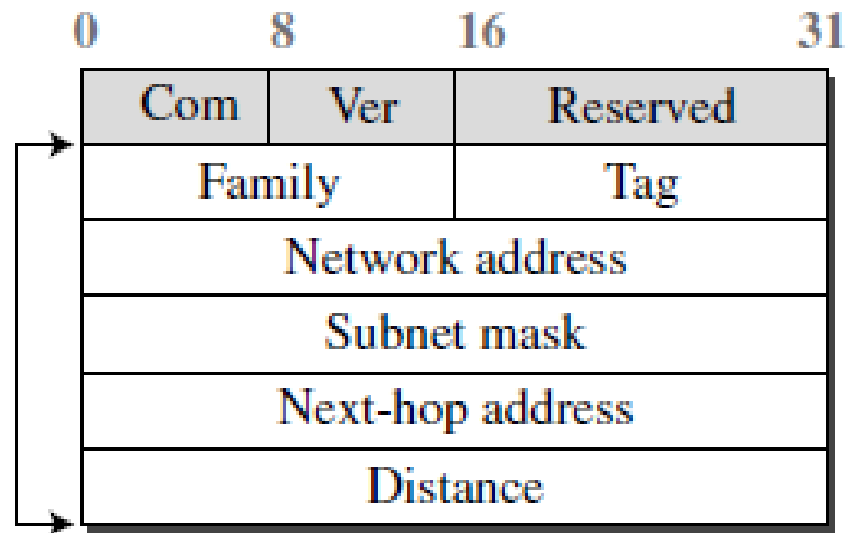 0 8 16 31
Com Ver Reserved
Family Tag
Network address
Subnet mask
Next-hop address
Distance